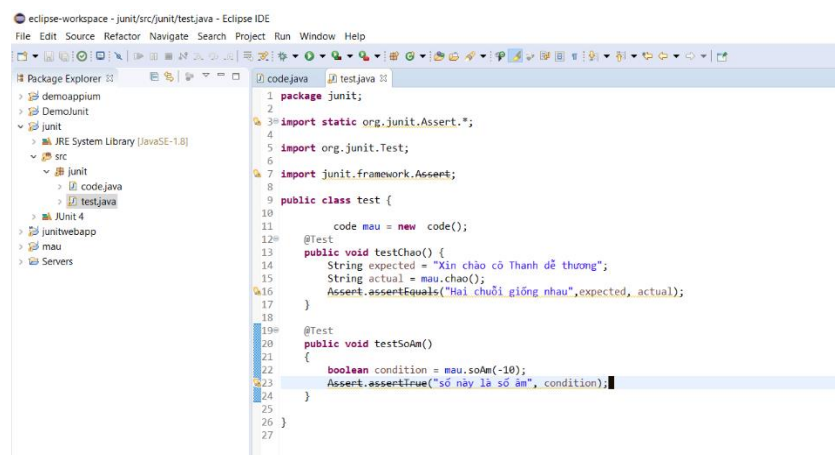 eclipse-workspace - junit/src/junit/test.java - Eclipse IDE
File Edit Source Refactor Navigate Search Project Run Window Help
Package Explorer
code.java
test.java
demoappium
DemoJunit
junit
JRE System Library [JavaSE-1.8]
src
junit
code.java
test.java
JUnit 4
junitwebapp
mau
Servers
1 package junit;
2
3 import static org.junit.Assert.*;
4
5 import org.junit.Test;
6
7 import junit.framework.Assert;
8
9 public class test {
10
11 code mau = new code();
12 @Test
13 public void testChao() {
14 String expected = "Xin chào cô Thanh dễ thương";
15 String actual = mau.chao();
16 Assert.assertEquals("Hai chuỗi giống nhau",expected, actual);
17 }
18
19 @Test
20 public void testSoAm()
21 {
22 boolean condition = mau.soAm(-10);
23 Assert.assertTrue("số này là số âm", condition);
24 }
25
26 }
27